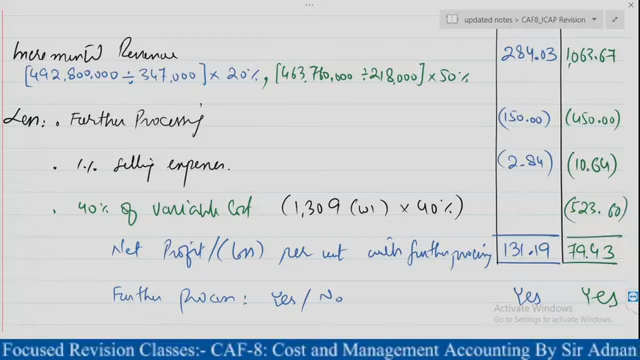 updated notes > CAF8_ICAP Revision
Incremental Revenue 284.03 1,063.67
[492,800,000 ÷ 347,000] × 20%, [463,760,000 ÷ 218,000] × 50%
Less: • Further Processing (150.00) (450.00)
• 1% selling expenses. (2.84) (10.64)
• 40% of variable cost (1,309 (W1) × 40%) (523.60)
Net Profit/(Loss) per unit with further processing 131.19 79.43
Further process: Yes / No Yes Yes
Activate Windows
Go to Settings to activate Windows.
Focused Revision Classes:- CAF-8: Cost and Management Accounting By Sir Adnan